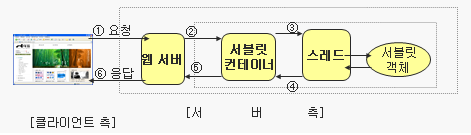 ① 요청
②
③
웹 서버
서블릿
컨테이너
스레드
서블릿
객체
⑥ 응답
⑤
④
[클라이언트 측]
[서 버 측]